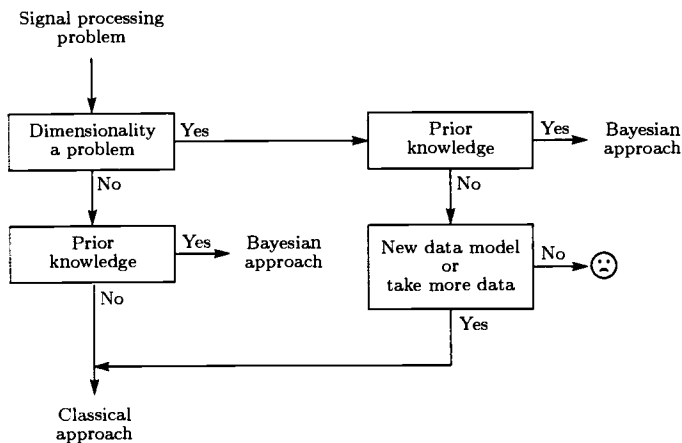 Signal processing
problem
Dimensionality
a problem
Yes
Prior
knowledge
Yes
Bayesian
approach
No
No
Prior
knowledge
Yes
Bayesian
approach
New data model
or
take more data
No
No
Yes
Classical
approach